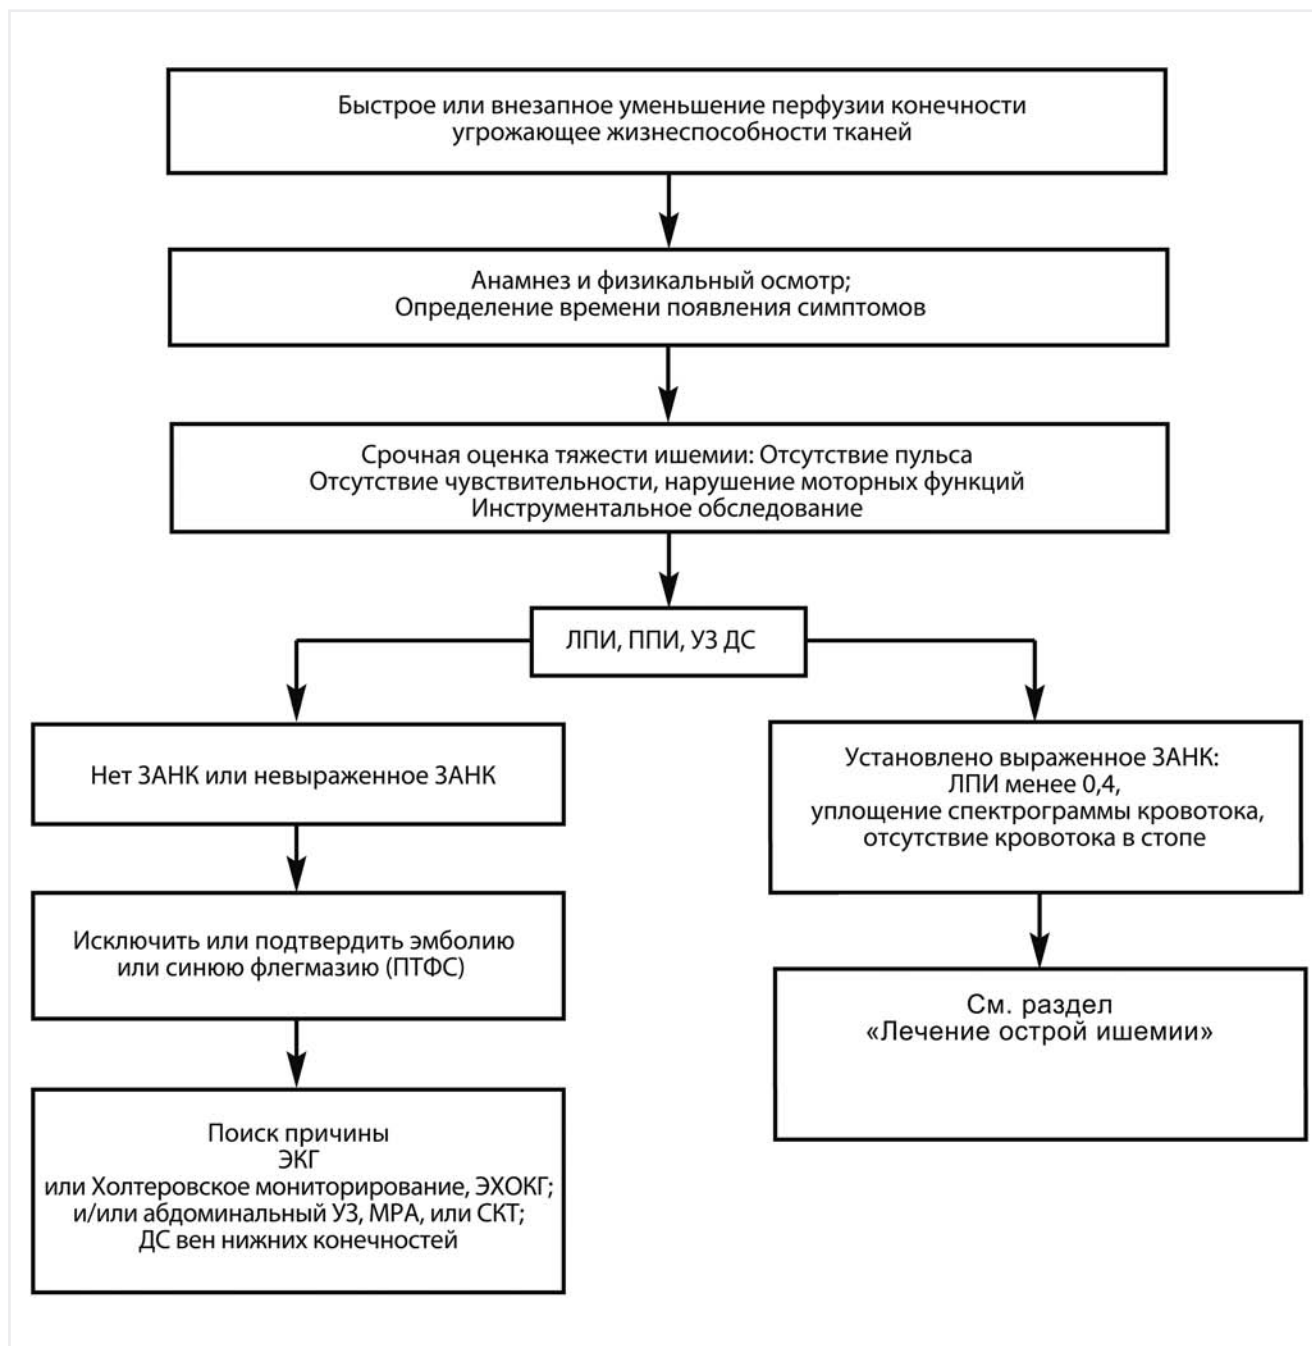 Быстрое или внезапное уменьшение перфузии конечности
угрожающее жизнеспособности тканей
Анамнез и физикальный осмотр;
Определение времени появления симптомов
Срочная оценка тяжести ишемии: Отсутствие пульса
Отсутствие чувствительности, нарушение моторных функций
Инструментальное обследование
ЛПИ, ППИ, УЗ ДС
Нет ЗАНК или невыраженное ЗАНК
Исключить или подтвердить эмболию
или синюю флегмазию (ПТФС)
Поиск причины
ЭКГ
или Холтеровское мониторирование, ЭХОКГ;
и/или абдоминальный УЗ, МРА, или СКТ;
ДС вен нижних конечностей
Установлено выраженное ЗАНК:
ЛПИ менее 0,4,
уплощение спектрограммы кровотока,
отсутствие кровотока в стопе
См. раздел
«Лечение острой ишемии»